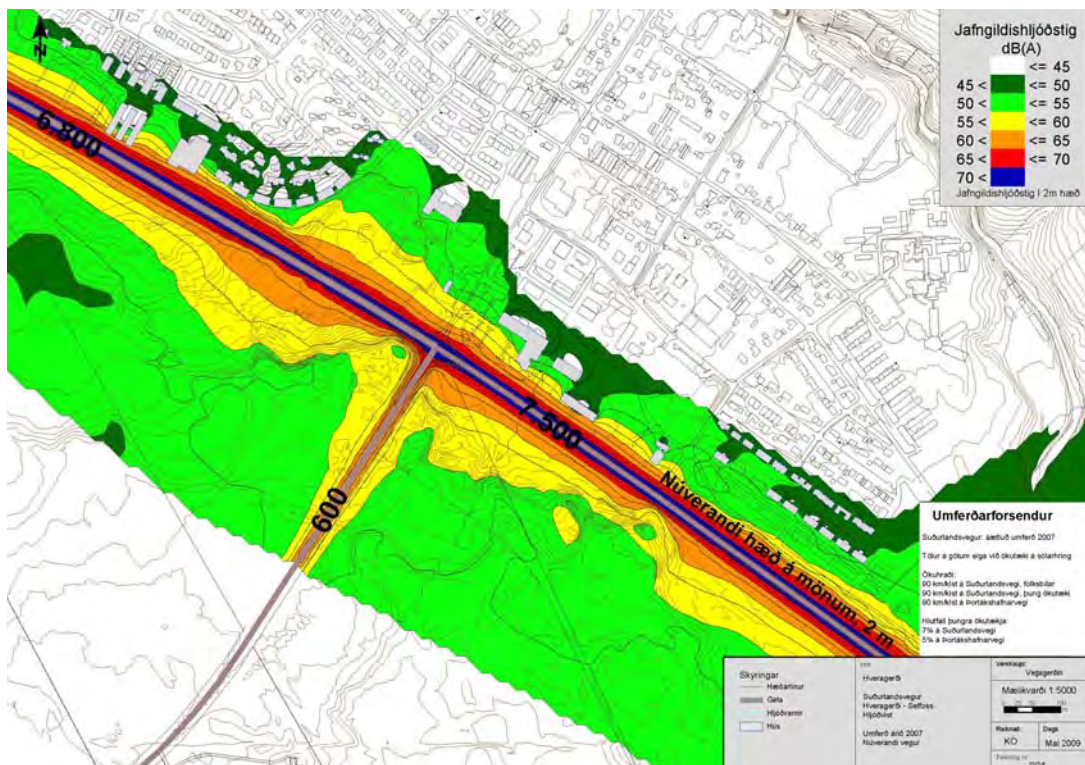 N
Jafngildishljóðstig
dB(A)
<= 45
45 < <= 50
50 < <= 55
55 < <= 60
60 < <= 65
65 < <= 70
70 <
Jafngildishljóðstig í 2m hæð
6.800
7.500
600
Núverandi hæð á mönum, 2 m
Umferðarforsendur
Suðurlandsvegur: áætluð umferð 2007
Tölur á götum eiga við ökutæki á sólarhring
Ökuhraði:
90 km/klst á Suðurlandsvegi, fólksbílar
90 km/klst á Suðurlandsvegi, þung ökutæki
90 km/klst á Þorlákshafnarvegi
Hlutfall þungra ökutækja:
7% á Suðurlandsvegi
5% á Þorlákshafnarvegi
Skýringar
Hæðarlínur
Gata
Hljóðvarnir
Hús
Hveragerði
Suðurlandsvegur
Hveragerði - Selfoss
Hljóðvist
Umferð árið 2007
Núverandi vegur
Verkkaupi:
Vegagerðin
Mælikvarði 1:5000
Reiknað:
KO
Dags:
Maí 2009